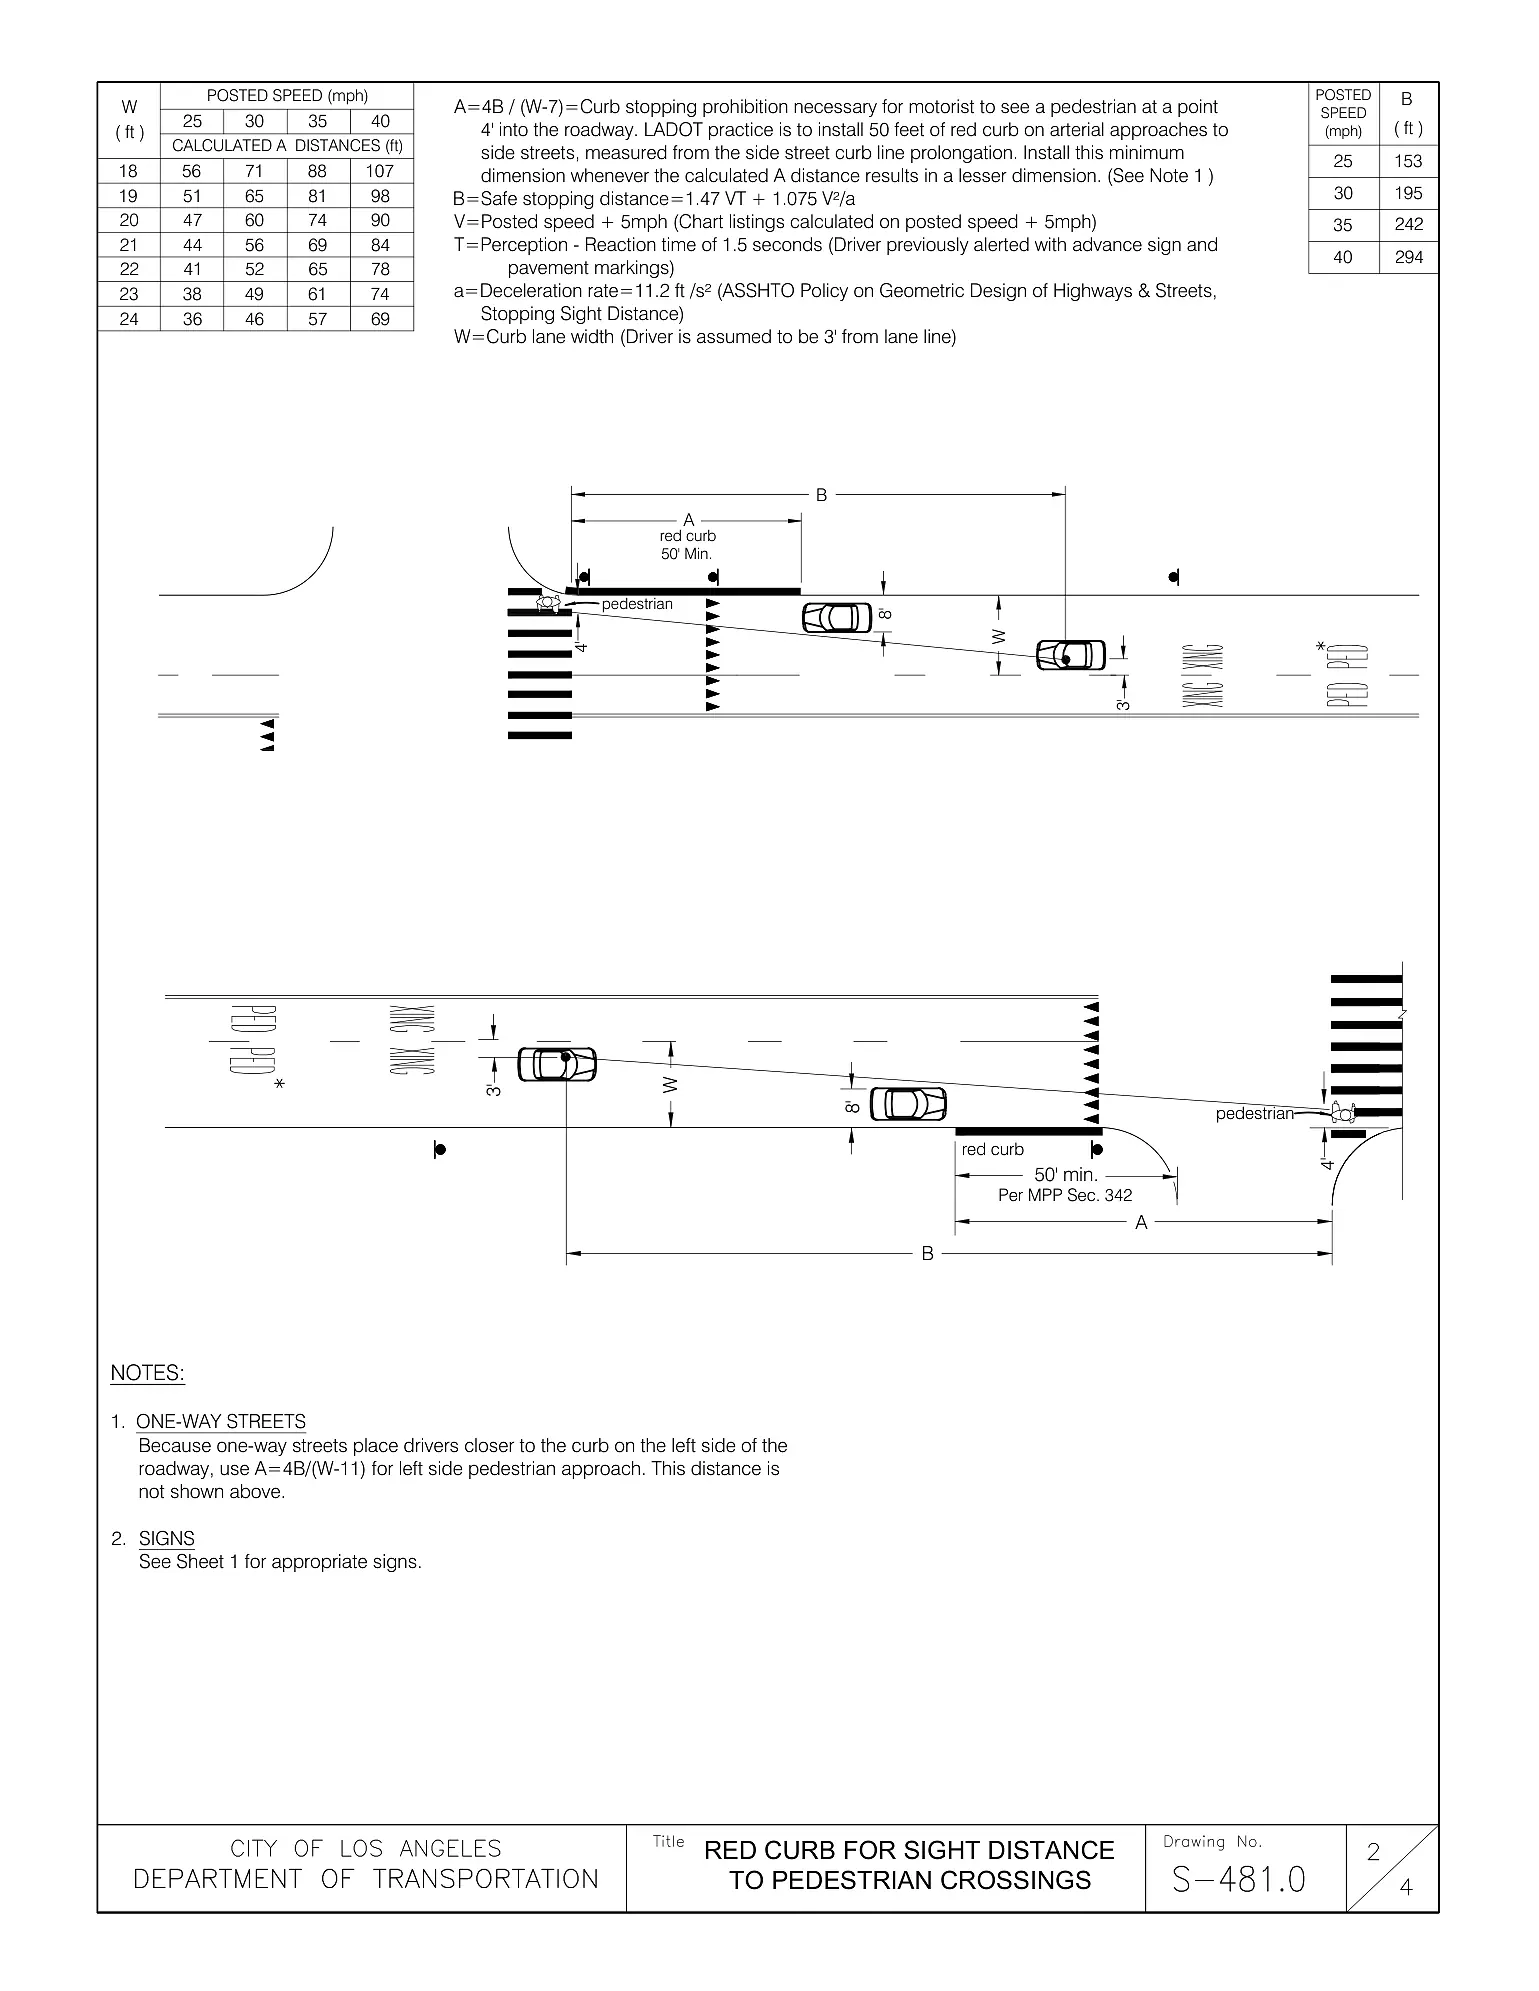 W
( ft )
POSTED SPEED (mph)
25 30 35 40
CALCULATED A DISTANCES (ft)
18 56 71 88 107
19 51 65 81 98
20 47 60 74 90
21 44 56 69 84
22 41 52 65 78
23 38 49 61 74
24 36 46 57 69
A=4B / (W-7)=Curb stopping prohibition necessary for motorist to see a pedestrian at a point
4' into the roadway. LADOT practice is to install 50 feet of red curb on arterial approaches to
side streets, measured from the side street curb line prolongation. Install this minimum
dimension whenever the calculated A distance results in a lesser dimension. (See Note 1 )
B=Safe stopping distance=1.47 VT + 1.075 V²/a
V=Posted speed + 5mph (Chart listings calculated on posted speed + 5mph)
T=Perception - Reaction time of 1.5 seconds (Driver previously alerted with advance sign and
pavement markings)
a=Deceleration rate=11.2 ft /s² (ASSHTO Policy on Geometric Design of Highways & Streets,
Stopping Sight Distance)
W=Curb lane width (Driver is assumed to be 3' from lane line)
POSTED
SPEED
(mph)
B
( ft )
25 153
30 195
35 242
40 294
B
A
red curb
50' Min.
pedestrian
4'
8'
W
3'
XING XING
*
PED PED
PED PED
*
XING XING
3'
W
8'
pedestrian
4'
red curb
50' min.
Per MPP Sec. 342
A
B
NOTES:
1. ONE-WAY STREETS
Because one-way streets place drivers closer to the curb on the left side of the
roadway, use A=4B/(W-11) for left side pedestrian approach. This distance is
not shown above.
2. SIGNS
See Sheet 1 for appropriate signs.
CITY OF LOS ANGELES
DEPARTMENT OF TRANSPORTATION
Title
RED CURB FOR SIGHT DISTANCE
TO PEDESTRIAN CROSSINGS
Drawing No.
S-481.0
2
4